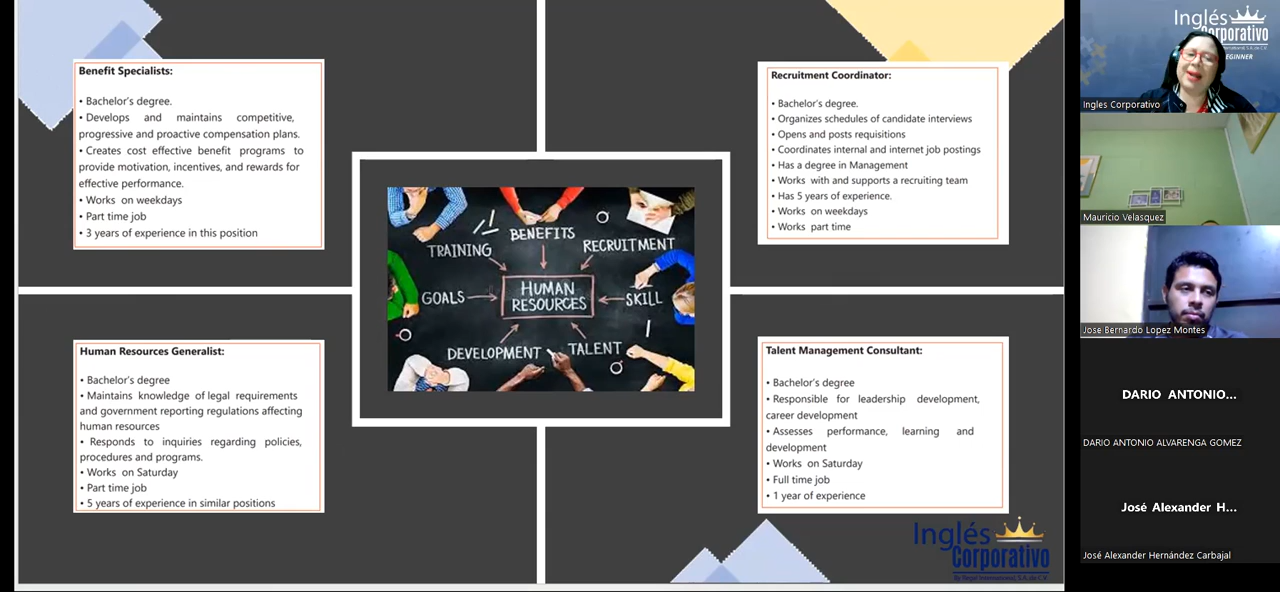 Benefit Specialists:
• Bachelor's degree.
• Develops and maintains competitive,
progressive and proactive compensation plans.
• Creates cost effective benefit programs to
provide motivation, incentives, and rewards for
effective performance.
• Works on weekdays
• Part time job
• 3 years of experience in this position
Recruitment Coordinator:
• Bachelor's degree.
• Organizes schedules of candidate interviews
• Opens and posts requisitions
• Coordinates internal and internet job postings
• Has a degree in Management
• Works with and supports a recruiting team
• Has 5 years of experience.
• Works on weekdays
• Works part time
TRAINING
BENEFITS
RECRUITMENT
GOALS
HUMAN
RESOURCES
SKILL
DEVELOPMENT
TALENT
Human Resources Generalist:
• Bachelor's degree
• Maintains knowledge of legal requirements
and government reporting regulations affecting
human resources
• Responds to inquiries regarding policies,
procedures and programs.
• Works on Saturday
• Part time job
• 5 years of experience in similar positions
Talent Management Consultant:
• Bachelor's degree
• Responsible for leadership development,
career development
• Assesses performance, learning and
development
• Works on Saturday
• Full time job
• 1 year of experience
Inglés
Corporativo
Inglés
Corporativo
Ingles Corporativo
Mauricio Velasquez
Jose Bernardo Lopez Montes
DARIO ANTONIO...
DARIO ANTONIO ALVARENGA GOMEZ
José Alexander H...
José Alexander Hernández Carbajal